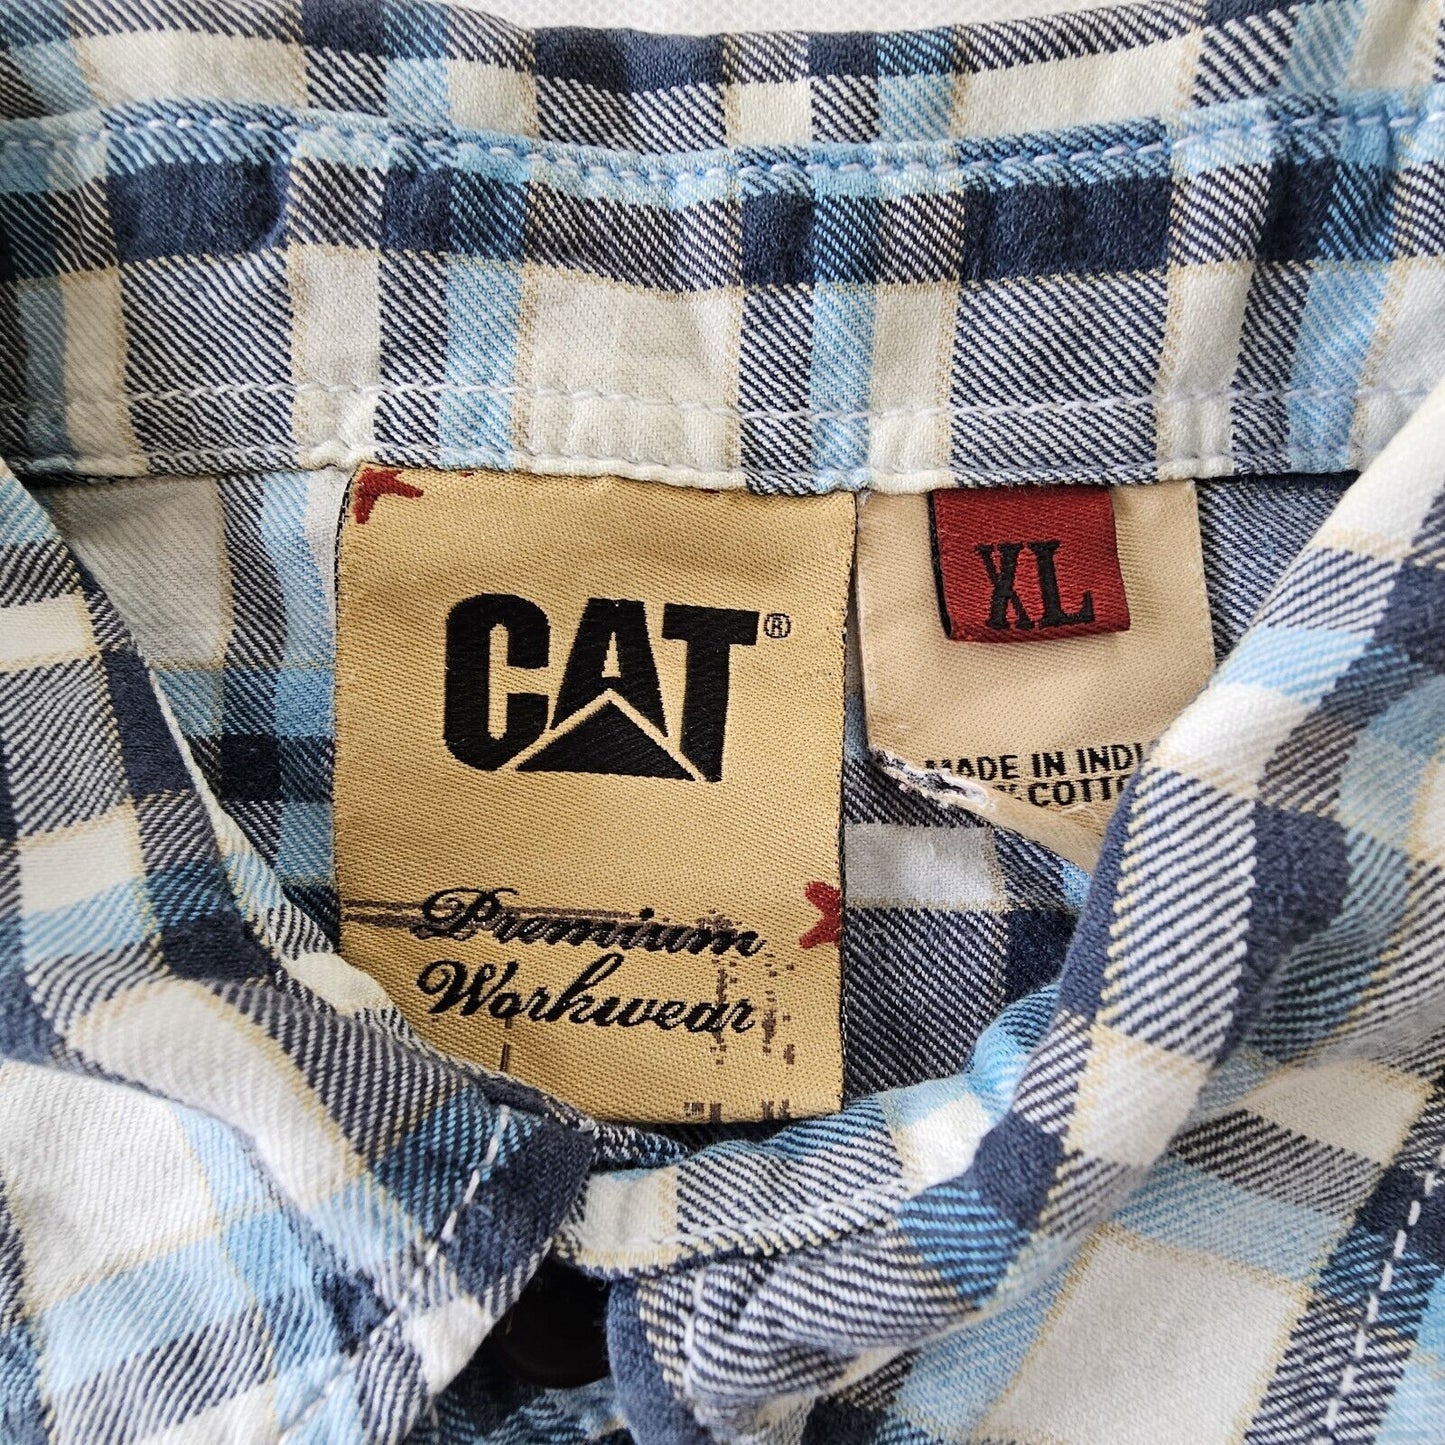 CAT®
Premium
Workwear
XL
MADE IN INDI
% COTTO